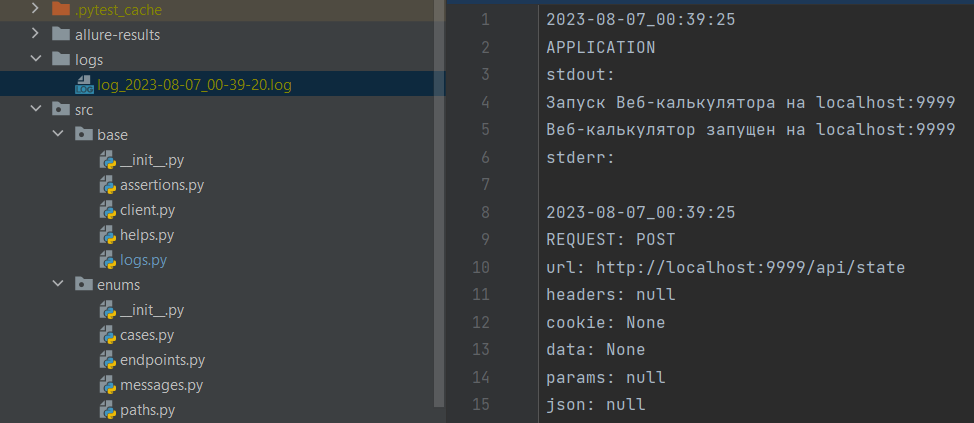 .pytest_cache
allure-results
logs
log_2023-08-07_00-39-20.log
src
base
__init__.py
assertions.py
client.py
helps.py
logs.py
enums
__init__.py
cases.py
endpoints.py
messages.py
paths.py
1 2023-08-07_00:39:25
2 APPLICATION
3 stdout:
4 Запуск Веб-калькулятора на localhost:9999
5 Веб-калькулятор запущен на localhost:9999
6 stderr:
7
8 2023-08-07_00:39:25
9 REQUEST: POST
10 url: http://localhost:9999/api/state
11 headers: null
12 cookie: None
13 data: None
14 params: null
15 json: null